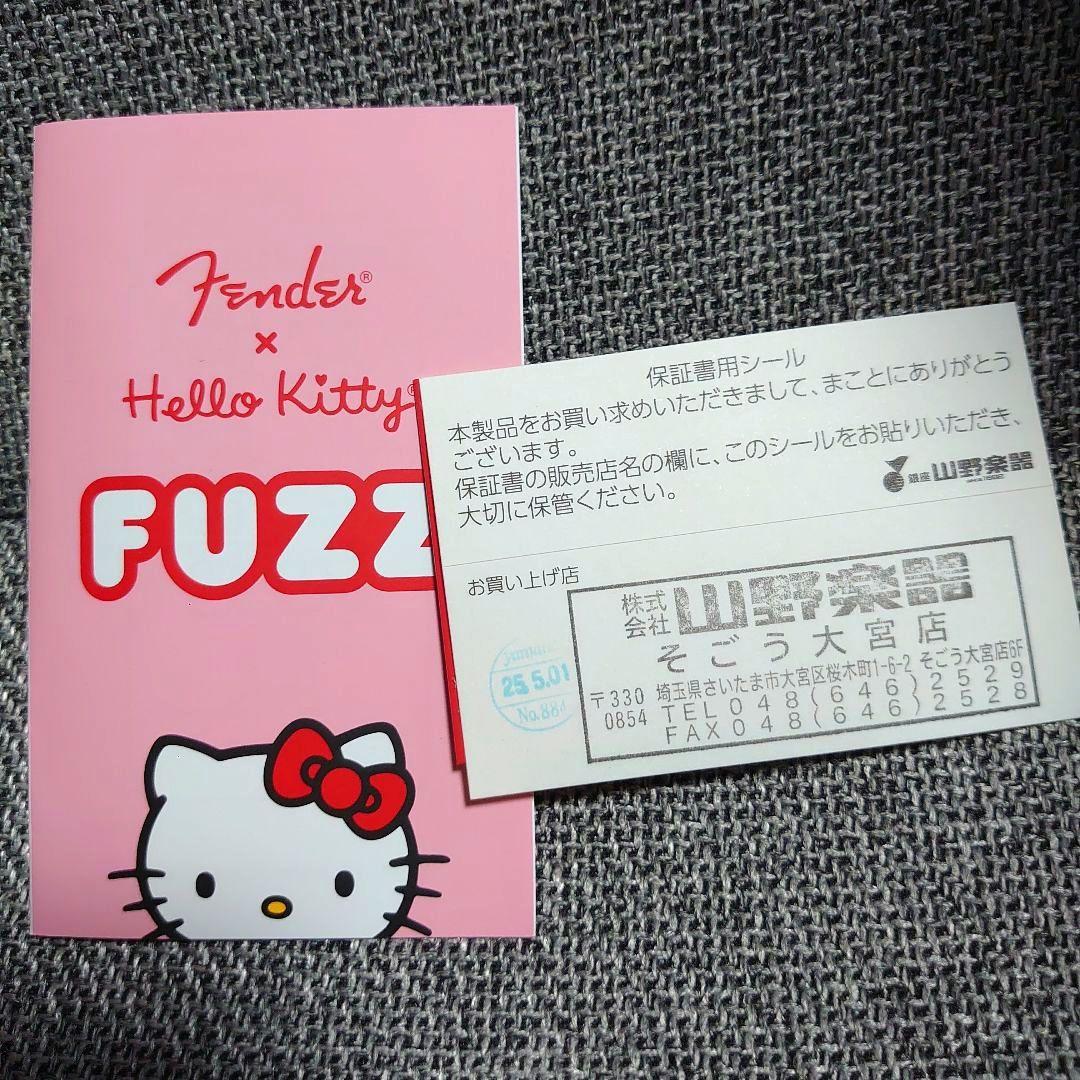 Fender®
×
Hello Kitty®
FUZZ
保証書用シール
本製品をお買い求めいただきまして、まことにありがとう
ございます。
保証書の販売店名の欄に、このシールをお貼りいただき、
大切に保管ください。
銀座 山野楽器
お買い上げ店
株式会社 山野楽器
そごう大宮店
〒330 0854 埼玉県さいたま市大宮区桜木町1-6-2 そごう大宮店6F
TEL 048(646)2529
FAX 048(646)2528
25.5.01